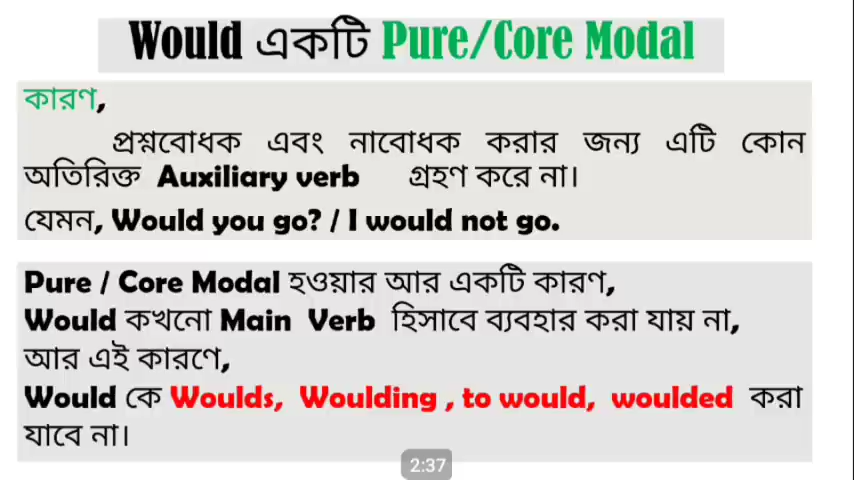 Would একটি Pure/Core Modal
কারণ,
প্রশ্নবোধক এবং নাবোধক করার জন্য এটি কোন
অতিরিক্ত Auxiliary verb গ্রহণ করে না।
যেমন, Would you go? / I would not go.
Pure / Core Modal হওয়ার আর একটি কারণ,
Would কখনো Main Verb হিসাবে ব্যবহার করা যায় না,
আর এই কারণে,
Would কে Woulds, Woulding , to would, woulded করা
যাবে না।
2:37